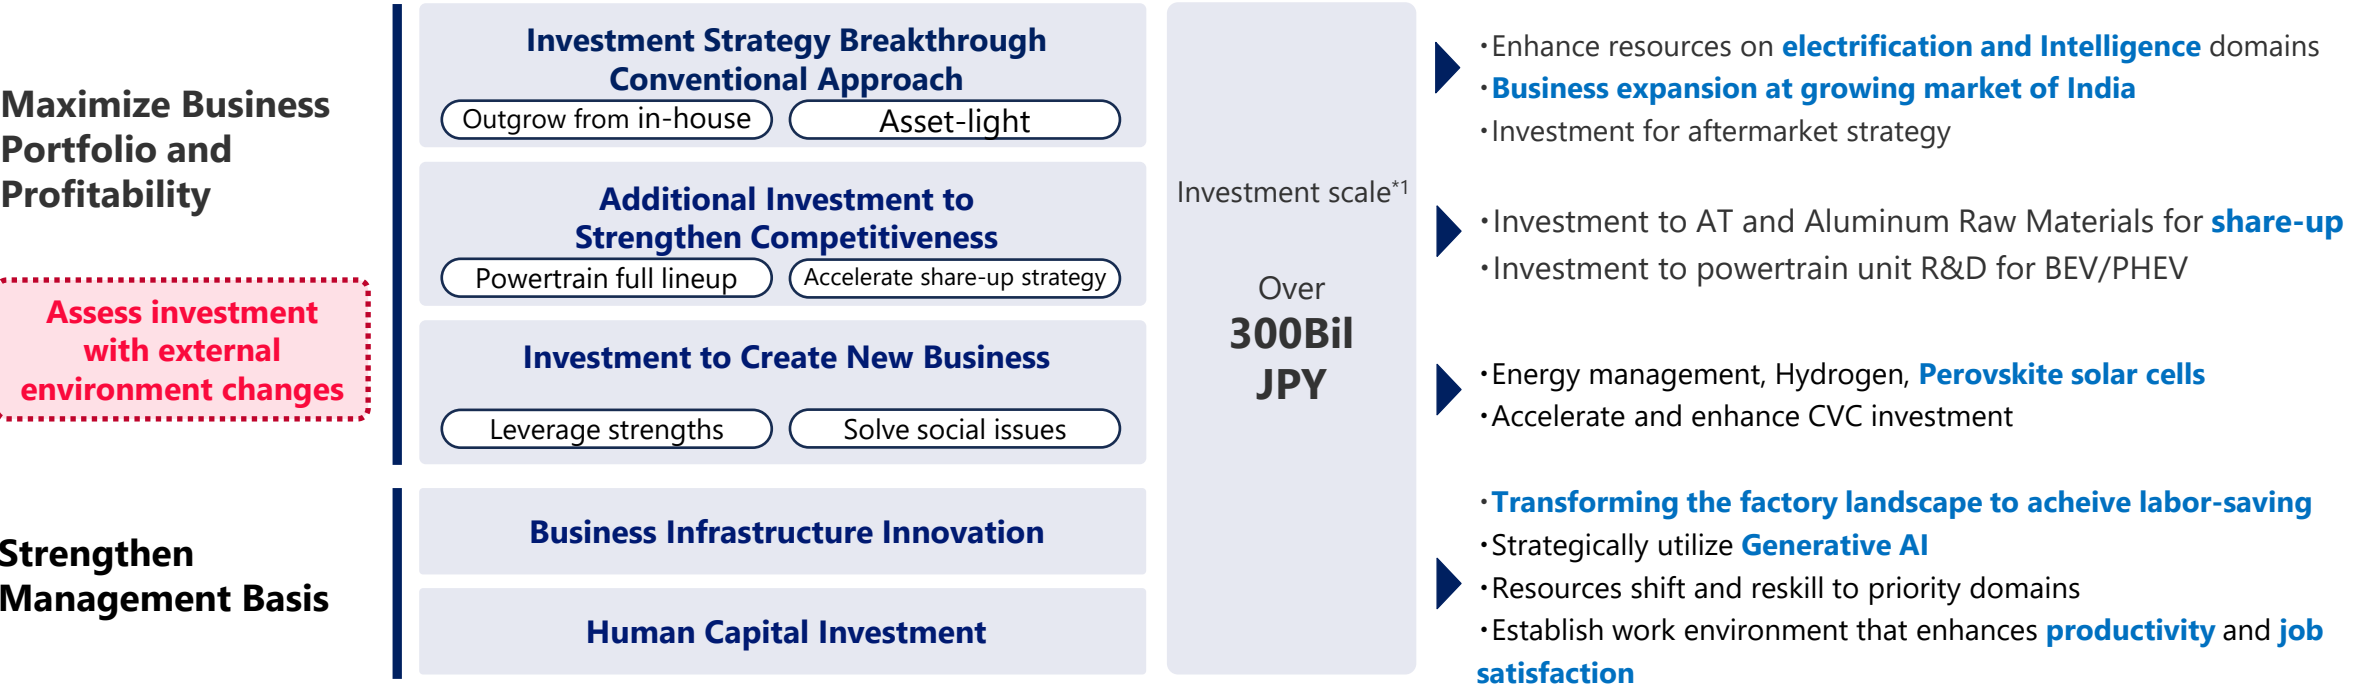 Maximize Business
Portfolio and
Profitability
Assess investment
with external
environment changes
Investment Strategy Breakthrough
Conventional Approach
Outgrow from in-house
Asset-light
Additional Investment to
Strengthen Competitiveness
Powertrain full lineup
Accelerate share-up strategy
Investment to Create New Business
Leverage strengths
Solve social issues
Investment scale*1
Over
300Bil
JPY
・Enhance resources on electrification and Intelligence domains
・Business expansion at growing market of India
・Investment for aftermarket strategy
・Investment to AT and Aluminum Raw Materials for share-up
・Investment to powertrain unit R&D for BEV/PHEV
・Energy management, Hydrogen, Perovskite solar cells
・Accelerate and enhance CVC investment
Strengthen
Management Basis
Business Infrastructure Innovation
Human Capital Investment
・Transforming the factory landscape to acheive labor-saving
・Strategically utilize Generative AI
・Resources shift and reskill to priority domains
・Establish work environment that enhances productivity and job
satisfaction